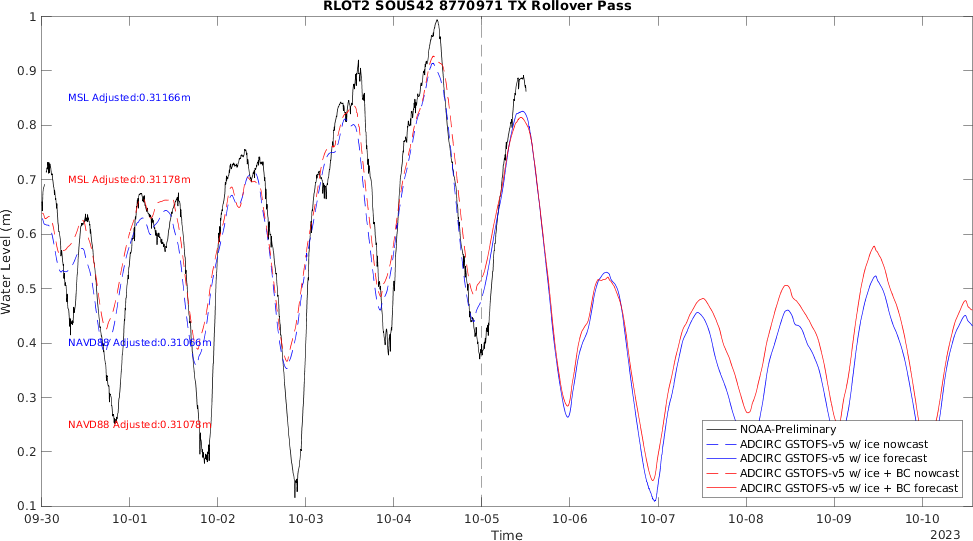 RLOT2 SOUS42 8770971 TX Rollover Pass
Water Level (m)
1
0.9
0.8
0.7
0.6
0.5
0.4
0.3
0.2
0.1
MSL Adjusted:0.31166m
MSL Adjusted:0.31178m
NAVD88 Adjusted:0.31066m
NAVD88 Adjusted:0.31078m
NOAA-Preliminary
ADCIRC GSTOFS-v5 w/ ice nowcast
ADCIRC GSTOFS-v5 w/ ice forecast
ADCIRC GSTOFS-v5 w/ ice + BC nowcast
ADCIRC GSTOFS-v5 w/ ice + BC forecast
09-30 10-01 10-02 10-03 10-04 10-05 10-06 10-07 10-08 10-09 10-10
Time
2023